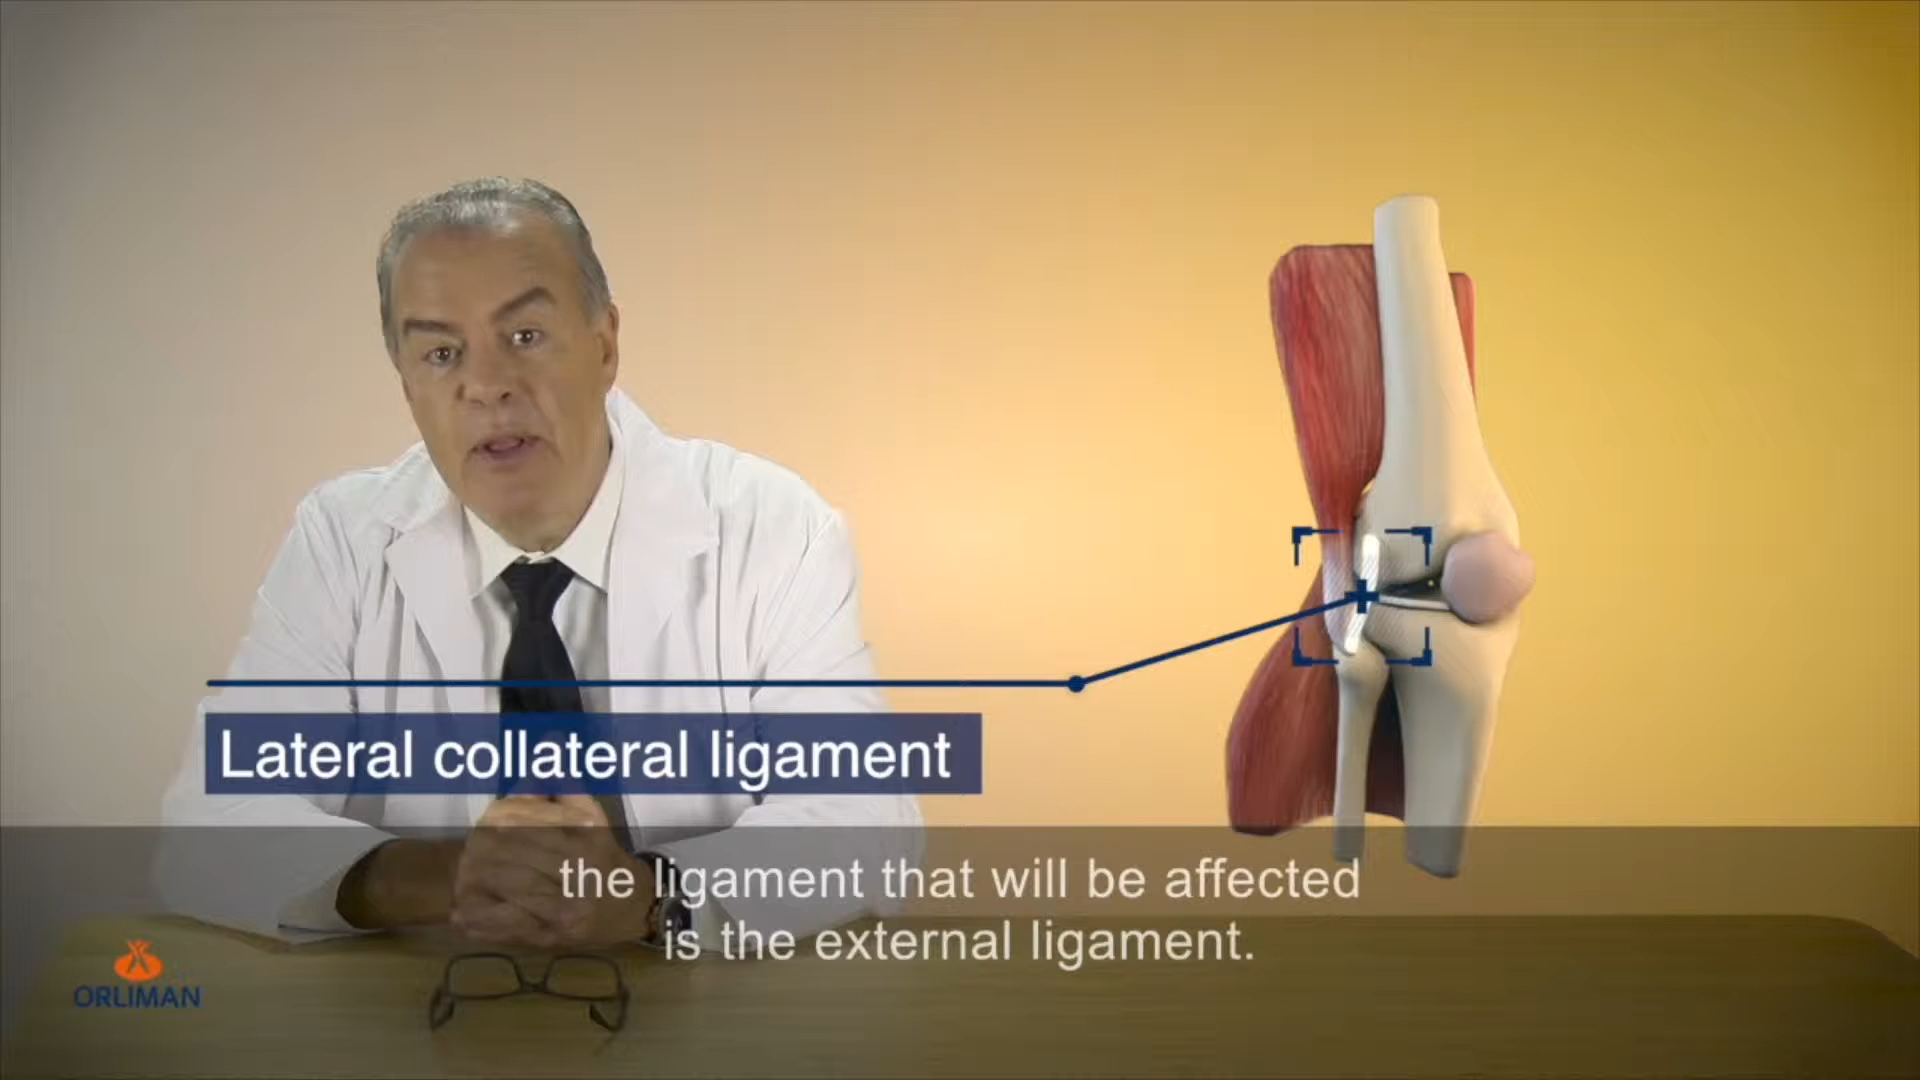 Lateral collateral ligament
the ligament that will be affected
is the external ligament.
ORLIMAN